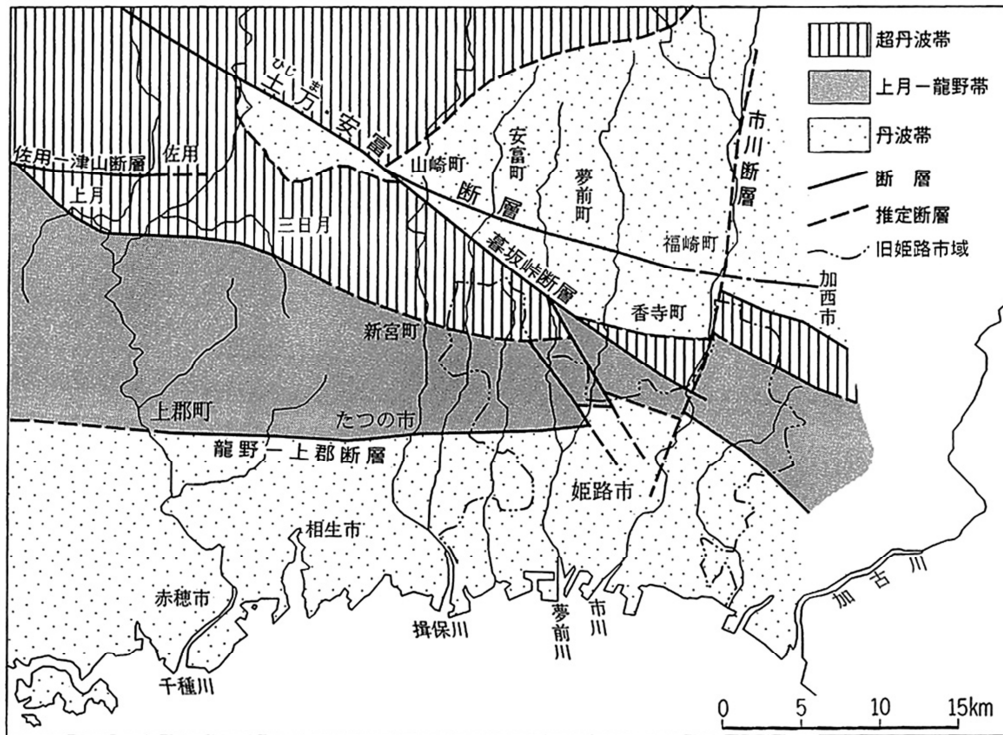 超丹波帯
上月ー龍野帯
丹波帯
断層
推定断層
旧姫路市域
ひじま
土万・安富
断層
佐用ー津山断層
佐用
上月
三日月
山崎町
安富町
夢前町
市川断層
福崎町
加西市
暮坂峠断層
香寺町
新宮町
上郡町
たつの市
龍野ー上郡断層
姫路市
相生市
赤穂市
千種川
揖保川
夢前川
市川
加古川
0 5 10 15km